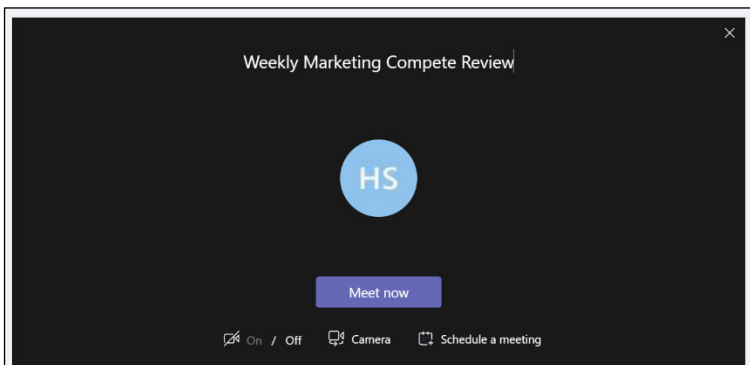 Weekly Marketing Compete Review
HS
Meet now
On / Off Camera Schedule a meeting